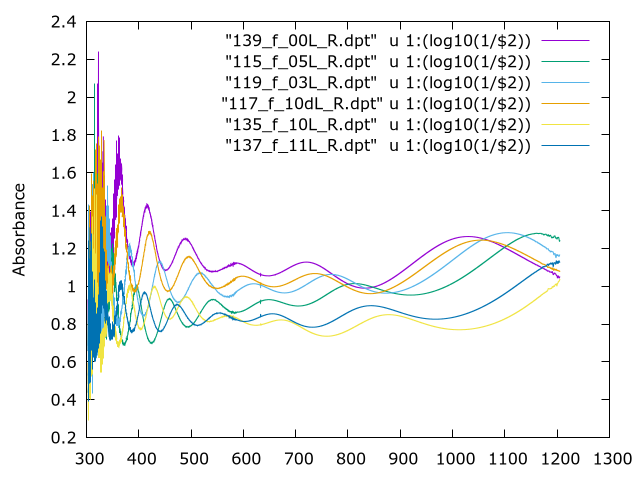 2.4
"139_f_00L_R.dpt"  u 1:(log10(1/$2))
2.2
"115_f_05L_R.dpt"  u 1:(log10(1/$2))
"119_f_03L_R.dpt"  u 1:(log10(1/$2))
2
"117_f_10dL_R.dpt" u 1:(log10(1/$2))
"135_f_10L_R.dpt"  u 1:(log10(1/$2))
1.8
"137_f_11L_R.dpt"  u 1:(log10(1/$2))
1.6
1.4
Absorbance
1.2
1
0.8
0.6
0.4
0.2
300 400 500 600 700 800 900 1000 1100 1200 1300